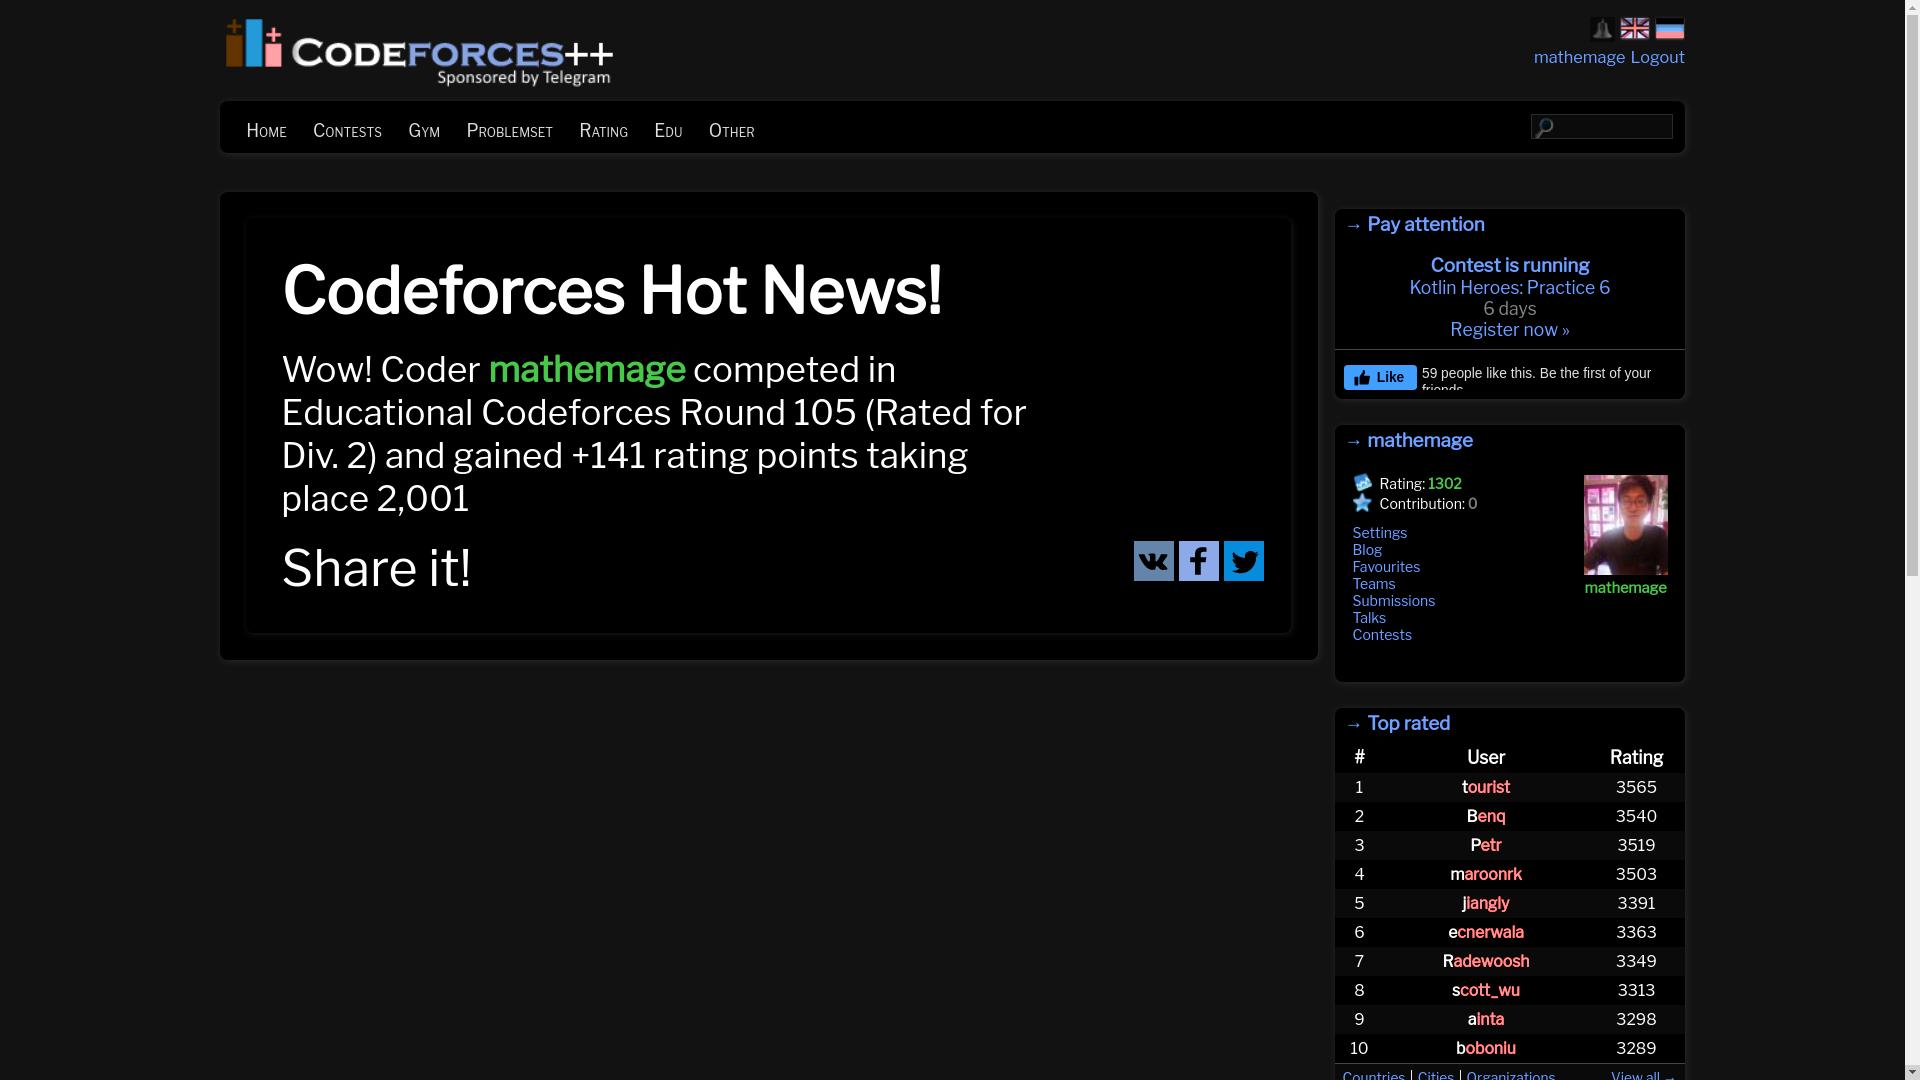 CODEFORCES++
Sponsored by Telegram
mathemage Logout
HOME CONTESTS GYM PROBLEMSET RATING EDU OTHER
Codeforces Hot News!
Wow! Coder mathemage competed in
Educational Codeforces Round 105 (Rated for
Div. 2) and gained +141 rating points taking
place 2,001
Share it!
→ Pay attention
Contest is running
Kotlin Heroes: Practice 6
6 days
Register now »
Like 59 people like this. Be the first of your
friends.
→ mathemage
Rating: 1302
Contribution: 0
Settings
Blog
Favourites
Teams
Submissions
Talks
Contests
mathemage
→ Top rated
# User Rating
1 tourist 3565
2 Benq 3540
3 Petr 3519
4 maroonrk 3503
5 jiangly 3391
6 ecnerwala 3363
7 Radewoosh 3349
8 scott_wu 3313
9 ainta 3298
10 boboniu 3289
Countries | Cities | Organizations View all →